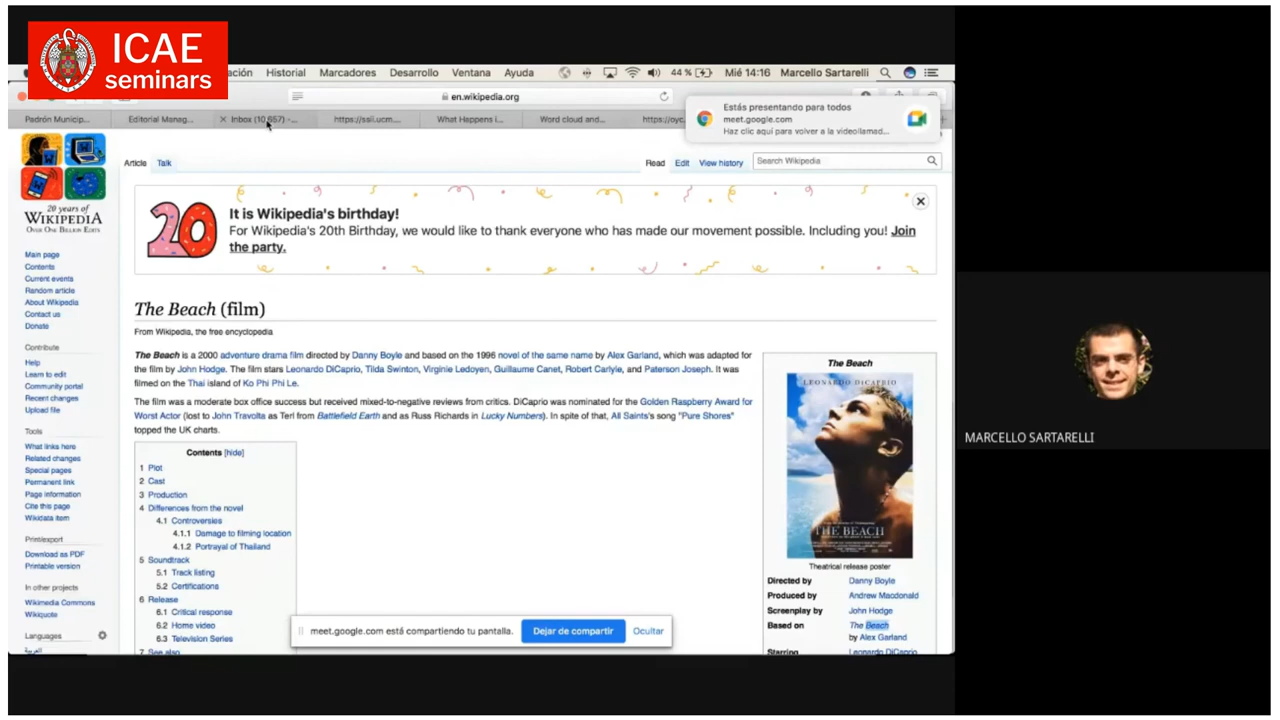 ICAE
seminars
ación Historial Marcadores Desarrollo Ventana Ayuda 44 % Mié 14:16 Marcello Sartarelli
en.wikipedia.org
Estás presentando para todos
meet.google.com
Haz clic aquí para volver a la videollamad...
Padrón Municip... Editorial Manag... Inbox (10,657) -... https://ssii.ucm.... What Happens i... Word cloud and... https://oyc.
Article Talk Read Edit View history Search Wikipedia
20 years of
WIKIPEDIA
OVER ONE BILLION EDITS
20
It is Wikipedia's birthday!
For Wikipedia's 20th Birthday, we would like to thank everyone who has made our movement possible. Including you! Join
the party.
Main page
Contents
Current events
Random article
About Wikipedia
Contact us
Donate
Contribute
Help
Learn to edit
Community portal
Recent changes
Upload file
Tools
What links here
Related changes
Special pages
Permanent link
Page information
Cite this page
Wikidata item
Print/export
Download as PDF
Printable version
In other projects
Wikimedia Commons
Wikiquote
Languages
العربية
The Beach (film)
From Wikipedia, the free encyclopedia
The Beach is a 2000 adventure drama film directed by Danny Boyle and based on the 1996 novel of the same name by Alex Garland, which was adapted for
the film by John Hodge. The film stars Leonardo DiCaprio, Tilda Swinton, Virginie Ledoyen, Guillaume Canet, Robert Carlyle, and Paterson Joseph. It was
filmed on the Thai island of Ko Phi Phi Le.
The film was a moderate box office success but received mixed-to-negative reviews from critics. DiCaprio was nominated for the Golden Raspberry Award for
Worst Actor (lost to John Travolta as Terl from Battlefield Earth and as Russ Richards in Lucky Numbers). In spite of that, All Saints's song "Pure Shores"
topped the UK charts.
Contents [hide]
1 Plot
2 Cast
3 Production
4 Differences from the novel
4.1 Controversies
4.1.1 Damage to filming location
4.1.2 Portrayal of Thailand
5 Soundtrack
5.1 Track listing
5.2 Certifications
6 Release
6.1 Critical response
6.2 Home video
6.3 Television Series
7 See also
The Beach
LEONARDO DICAPRIO
THE BEACH
Theatrical release poster
Directed by Danny Boyle
Produced by Andrew Macdonald
Screenplay by John Hodge
Based on The Beach
by Alex Garland
Starring Leonardo DiCaprio
meet.google.com está compartiendo tu pantalla. Dejar de compartir Ocultar
MARCELLO SARTARELLI